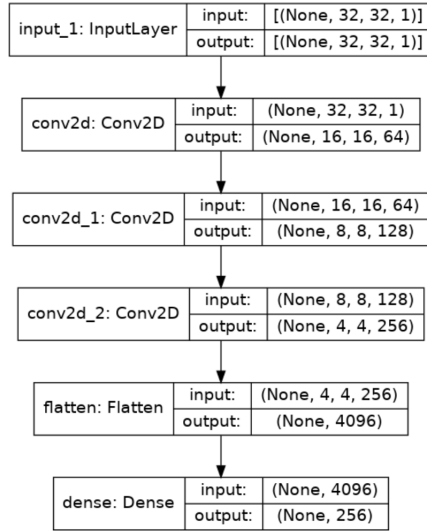 input_1: InputLayer
input: [(None, 32, 32, 1)]
output: [(None, 32, 32, 1)]
conv2d: Conv2D
input: (None, 32, 32, 1)
output: (None, 16, 16, 64)
conv2d_1: Conv2D
input: (None, 16, 16, 64)
output: (None, 8, 8, 128)
conv2d_2: Conv2D
input: (None, 8, 8, 128)
output: (None, 4, 4, 256)
flatten: Flatten
input: (None, 4, 4, 256)
output: (None, 4096)
dense: Dense
input: (None, 4096)
output: (None, 256)